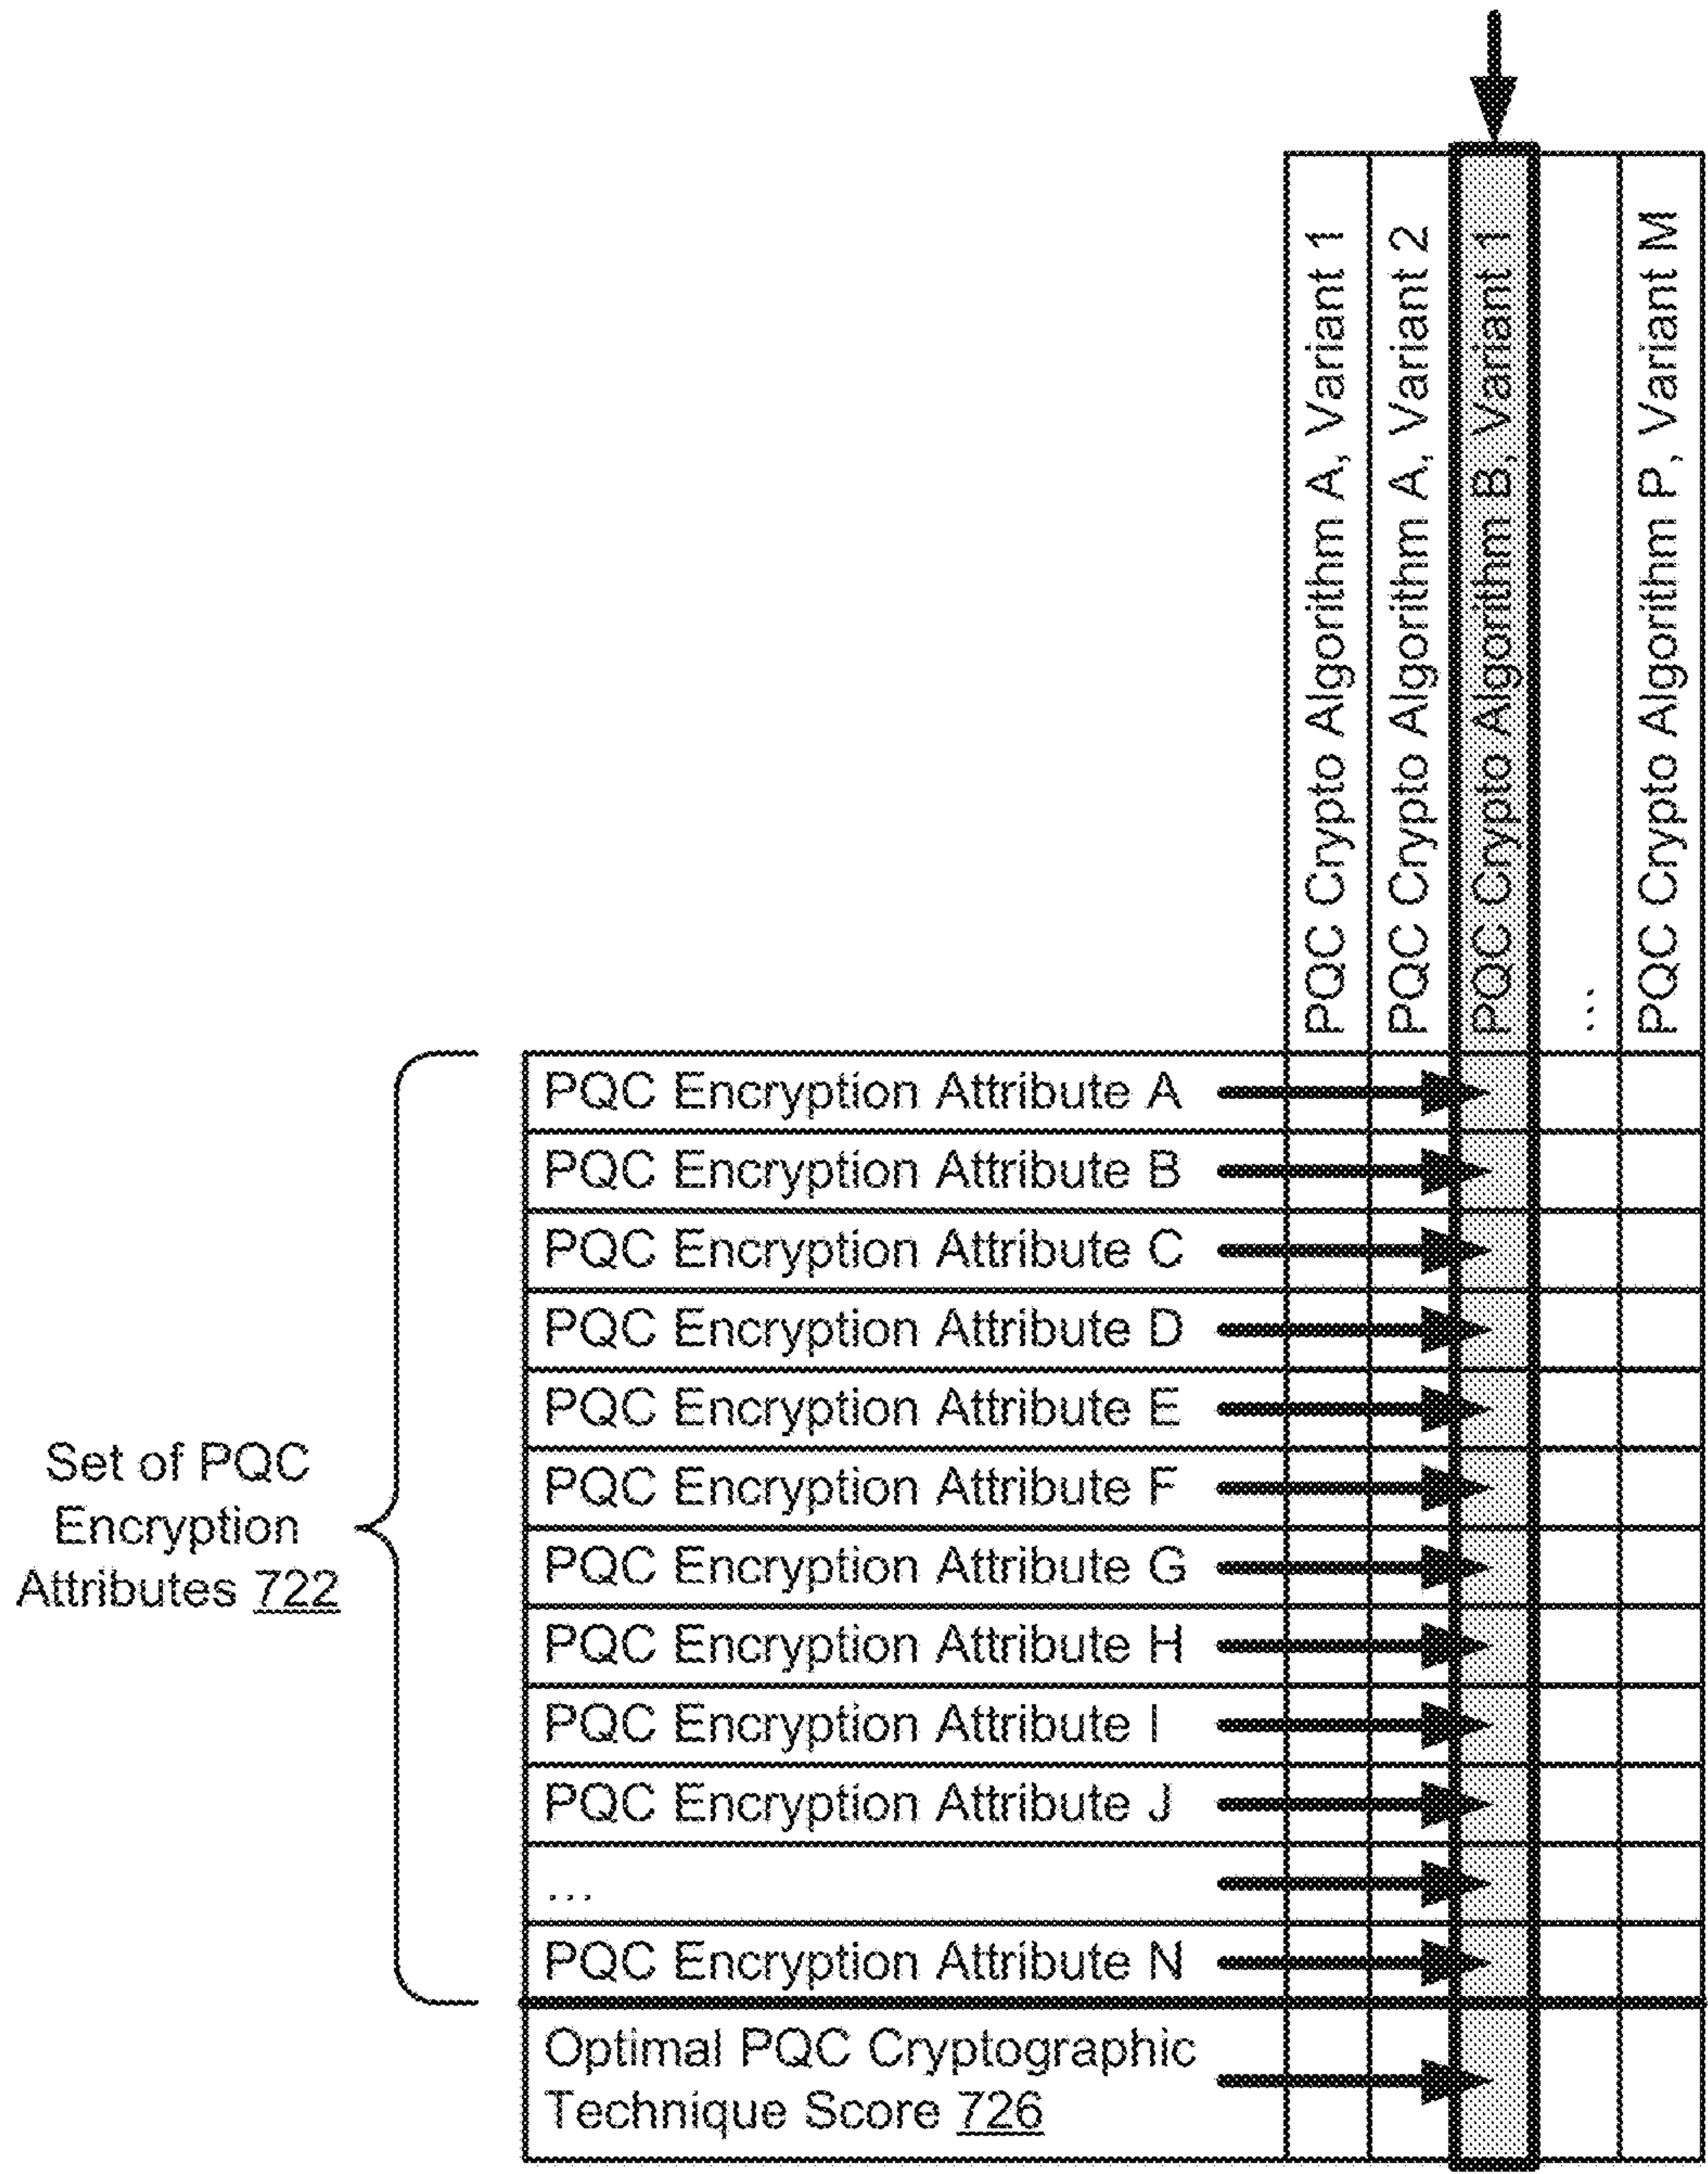 PQC Crypto Algorithm A, Variant 1
PQC Crypto Algorithm A, Variant 2
PQC Crypto Algorithm B, Variant 1
...
PQC Crypto Algorithm P, Variant M
Set of PQC
Encryption
Attributes 722
PQC Encryption Attribute A
PQC Encryption Attribute B
PQC Encryption Attribute C
PQC Encryption Attribute D
PQC Encryption Attribute E
PQC Encryption Attribute F
PQC Encryption Attribute G
PQC Encryption Attribute H
PQC Encryption Attribute I
PQC Encryption Attribute J
...
PQC Encryption Attribute N
Optimal PQC Cryptographic
Technique Score 726